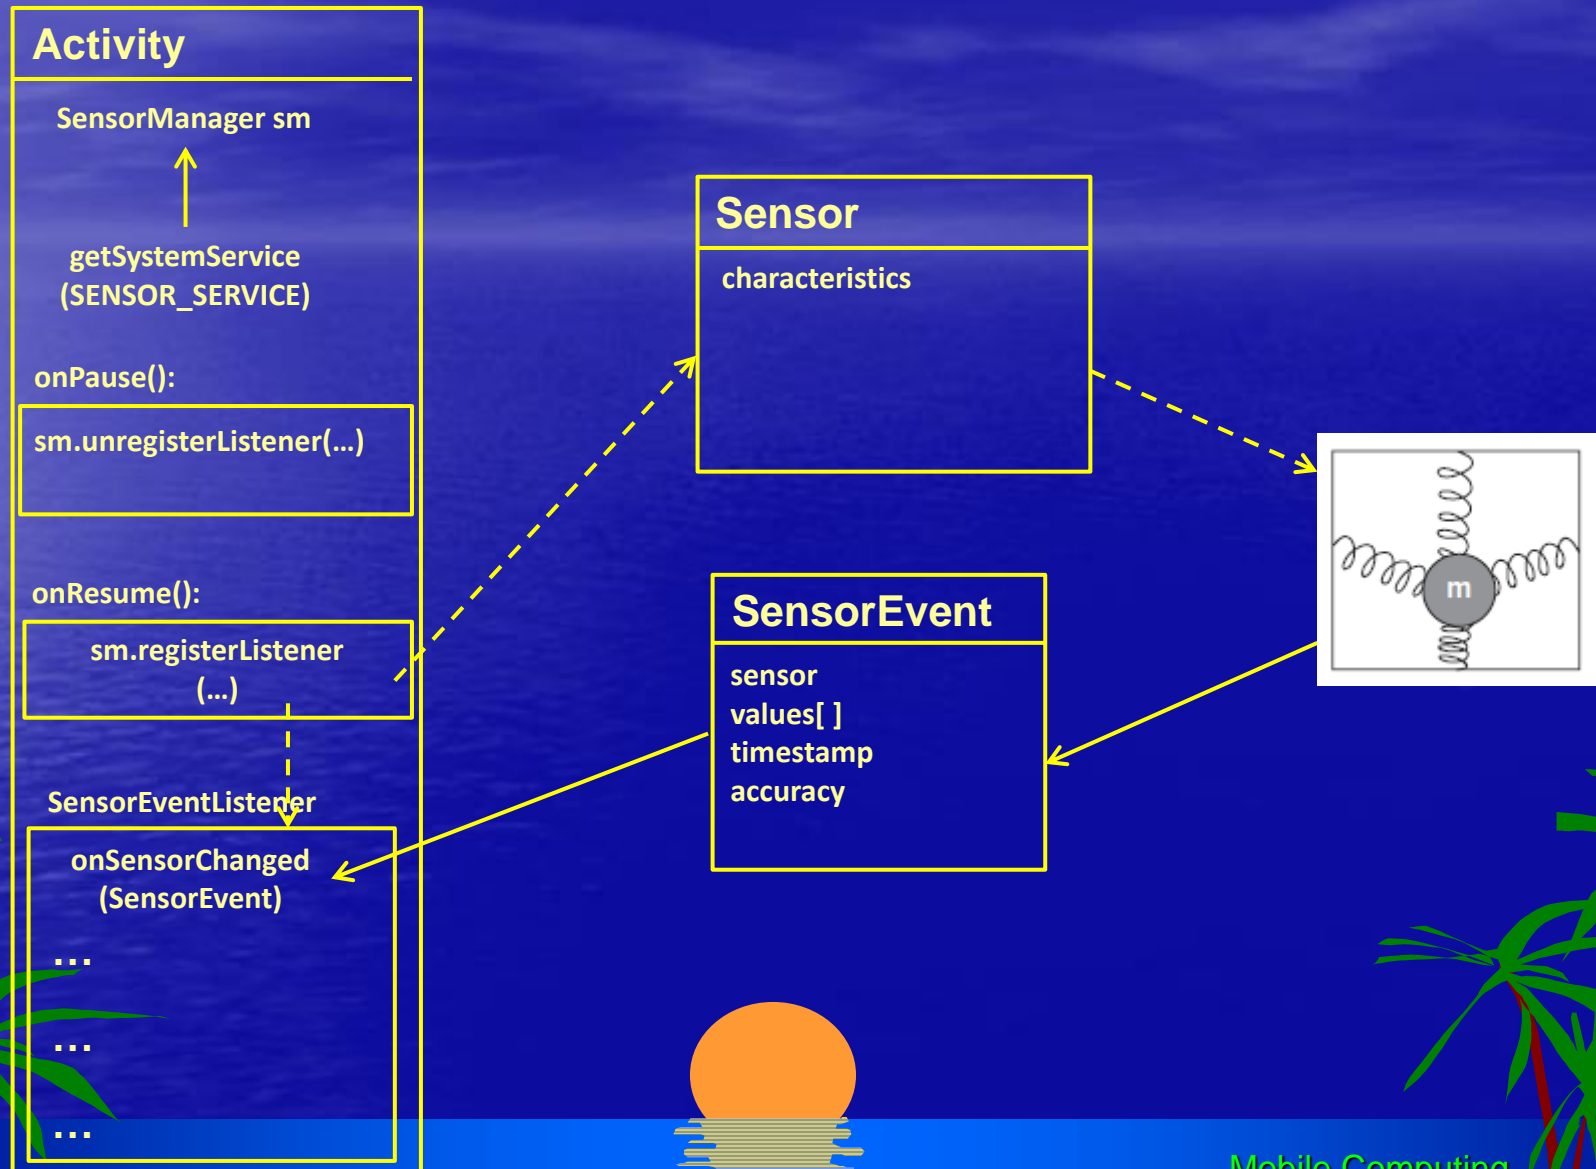 Activity
SensorManager sm
getSystemService
(SENSOR_SERVICE)
onPause():
sm.unregisterListener(…)
onResume():
sm.registerListener
(…)
SensorEventListener
onSensorChanged
(SensorEvent)
…
…
…
Sensor
characteristics
SensorEvent
sensor
values[ ]
timestamp
accuracy
m
Mobile Computing